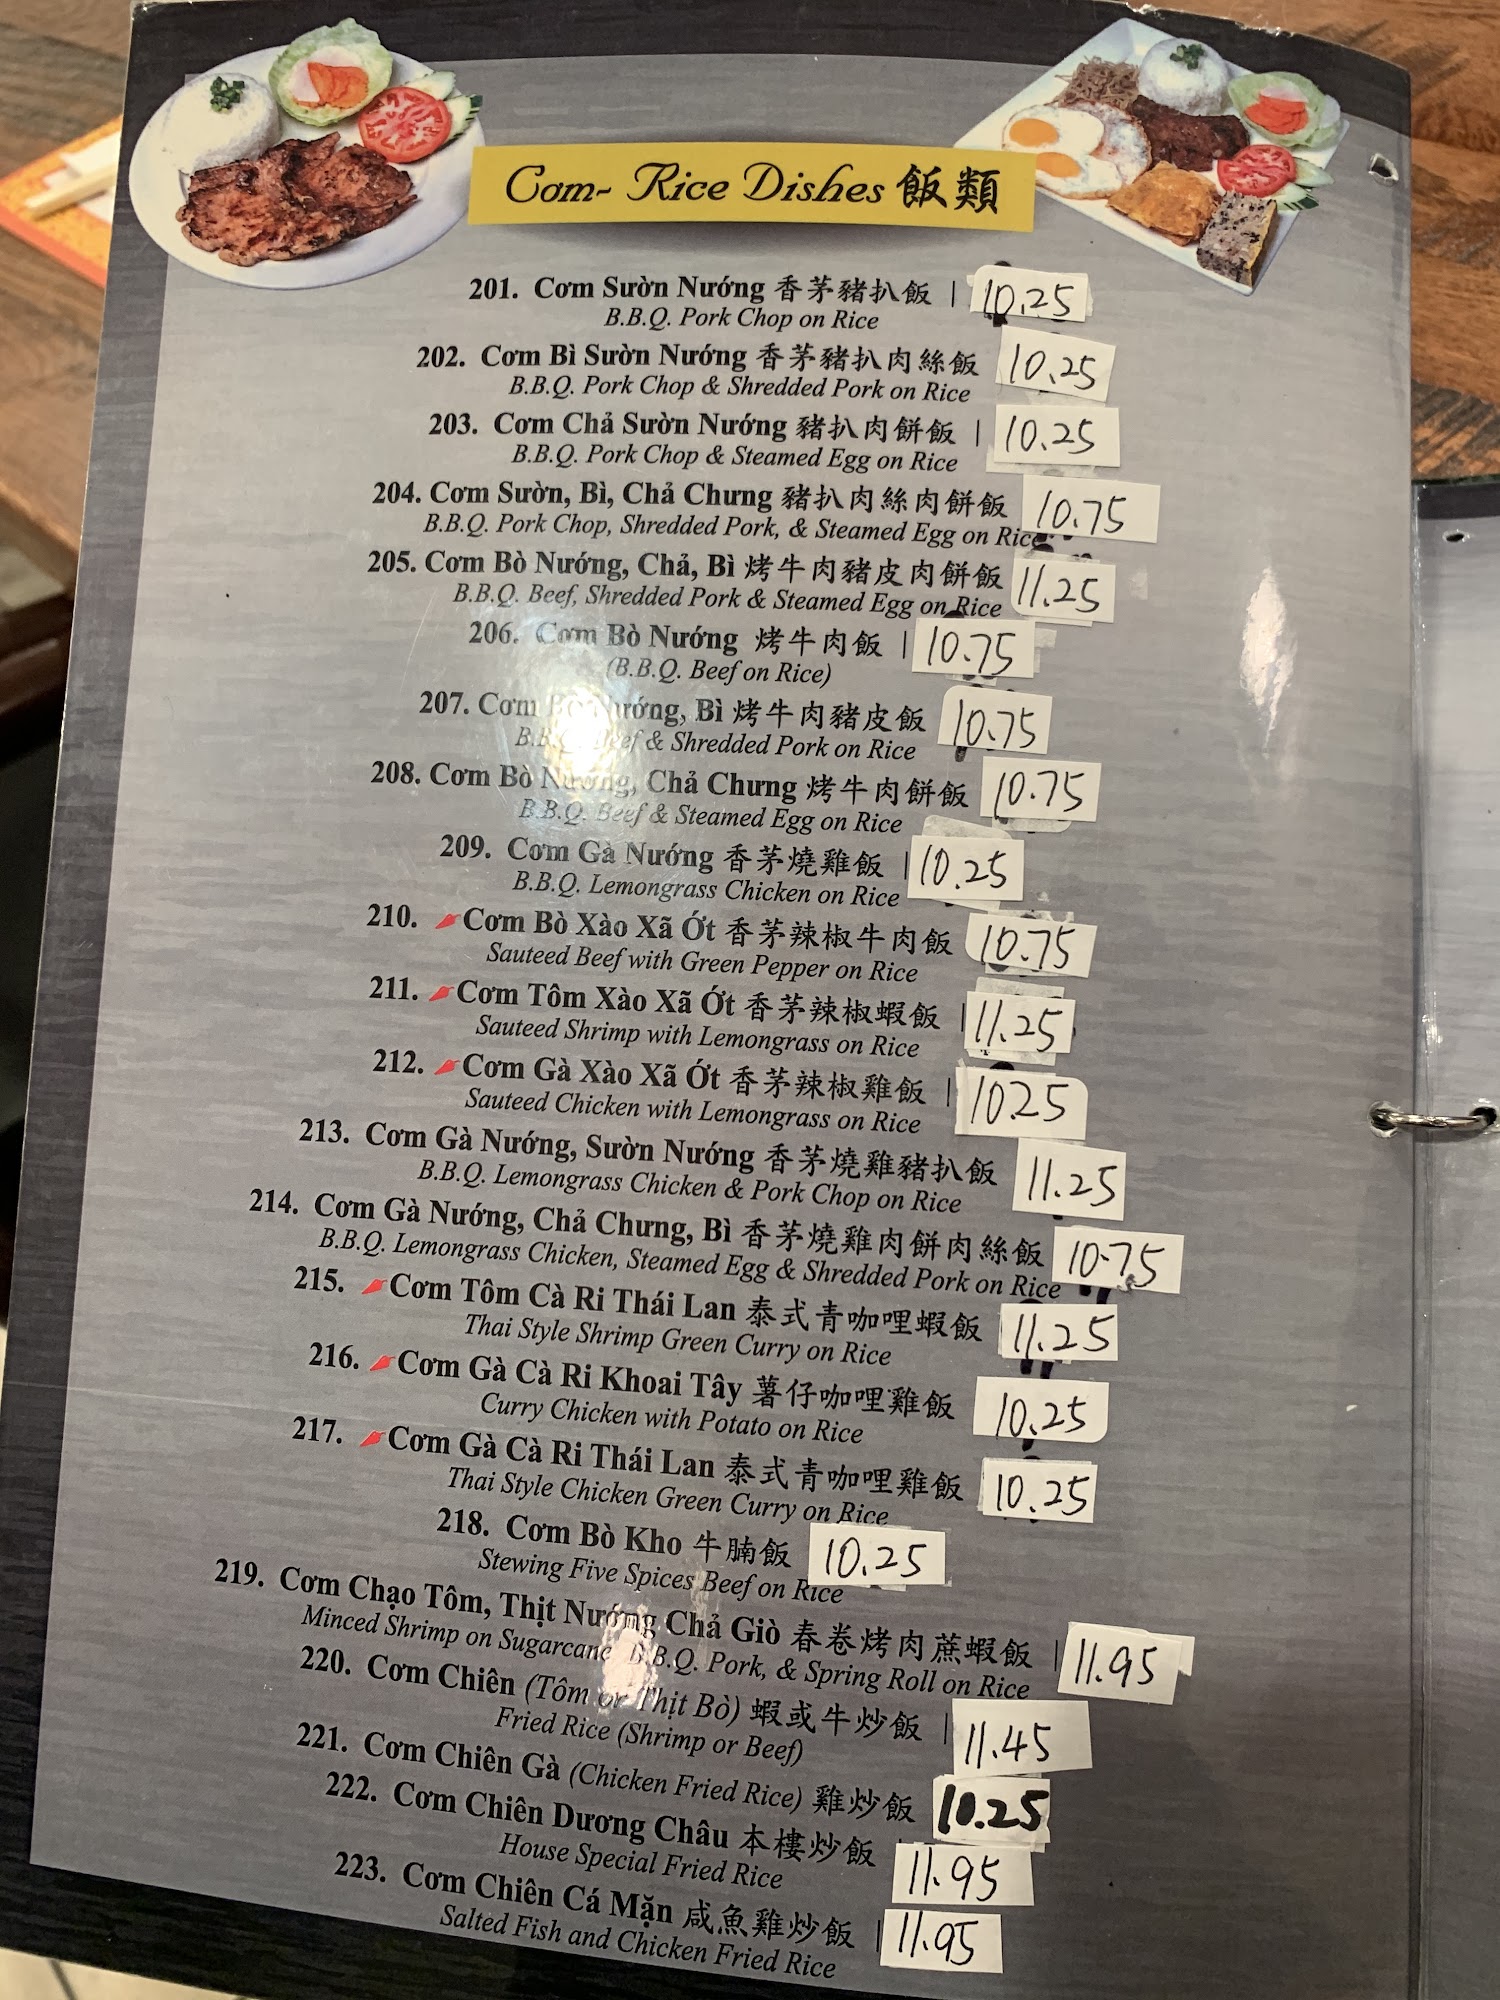 Cơm- Rice Dishes 飯類
201. Cơm Sườn Nướng 香茅豬扒飯 | 10.25
B.B.Q. Pork Chop on Rice
202. Cơm Bì Sườn Nướng 香茅豬扒肉絲飯 10.25
B.B.Q. Pork Chop & Shredded Pork on Rice
203. Cơm Chả Sườn Nướng 豬扒肉餅飯 | 10.25
B.B.Q. Pork Chop & Steamed Egg on Rice
204. Cơm Sườn, Bì, Chả Chưng 豬扒肉絲肉餅飯 10.75
B.B.Q. Pork Chop, Shredded Pork, & Steamed Egg on Rice
205. Cơm Bò Nướng, Chả, Bì 烤牛肉豬皮肉餅飯 11.25
B.B.Q. Beef, Shredded Pork & Steamed Egg on Rice
206. Cơm Bò Nướng 烤牛肉飯 | 10.75
(B.B.Q. Beef on Rice)
207. Cơm Bò Nướng, Bì 烤牛肉豬皮飯 10.75
B.B.Q. Beef & Shredded Pork on Rice
208. Cơm Bò Nướng, Chả Chưng 烤牛肉餅飯 10.75
B.B.Q. Beef & Steamed Egg on Rice
209. Cơm Gà Nướng 香茅燒雞飯 | 10.25
B.B.Q. Lemongrass Chicken on Rice
210. Cơm Bò Xào Xã Ớt 香茅辣椒牛肉飯 10.75
Sauteed Beef with Green Pepper on Rice
211. Cơm Tôm Xào Xã Ớt 香茅辣椒蝦飯 | 11.25
Sauteed Shrimp with Lemongrass on Rice
212. Cơm Gà Xào Xã Ớt 香茅辣椒雞飯 | 10.25
Sauteed Chicken with Lemongrass on Rice
213. Cơm Gà Nướng, Sườn Nướng 香茅燒雞豬扒飯 11.25
B.B.Q. Lemongrass Chicken & Pork Chop on Rice
214. Cơm Gà Nướng, Chả Chưng, Bì 香茅燒雞肉餅肉絲飯 10.75
B.B.Q. Lemongrass Chicken, Steamed Egg & Shredded Pork on Rice
215. Cơm Tôm Cà Ri Thái Lan 泰式青咖哩蝦飯 11.25
Thai Style Shrimp Green Curry on Rice
216. Cơm Gà Cà Ri Khoai Tây 薯仔咖哩雞飯 10.25
Curry Chicken with Potato on Rice
217. Cơm Gà Cà Ri Thái Lan 泰式青咖哩雞飯 10.25
Thai Style Chicken Green Curry on Rice
218. Cơm Bò Kho 牛腩飯 10.25
Stewing Five Spices Beef on Rice
219. Cơm Chạo Tôm, Thịt Nướng Chả Giò 春卷烤肉蔗蝦飯 | 11.95
Minced Shrimp on Sugarcane, B.B.Q. Pork, & Spring Roll on Rice
220. Cơm Chiên (Tôm or Thịt Bò) 蝦或牛炒飯 | 11.45
Fried Rice (Shrimp or Beef)
221. Cơm Chiên Gà (Chicken Fried Rice) 雞炒飯 10.25
222. Cơm Chiên Dương Châu 本樓炒飯 11.95
House Special Fried Rice
223. Cơm Chiên Cá Mặn 咸魚雞炒飯 | 11.95
Salted Fish and Chicken Fried Rice